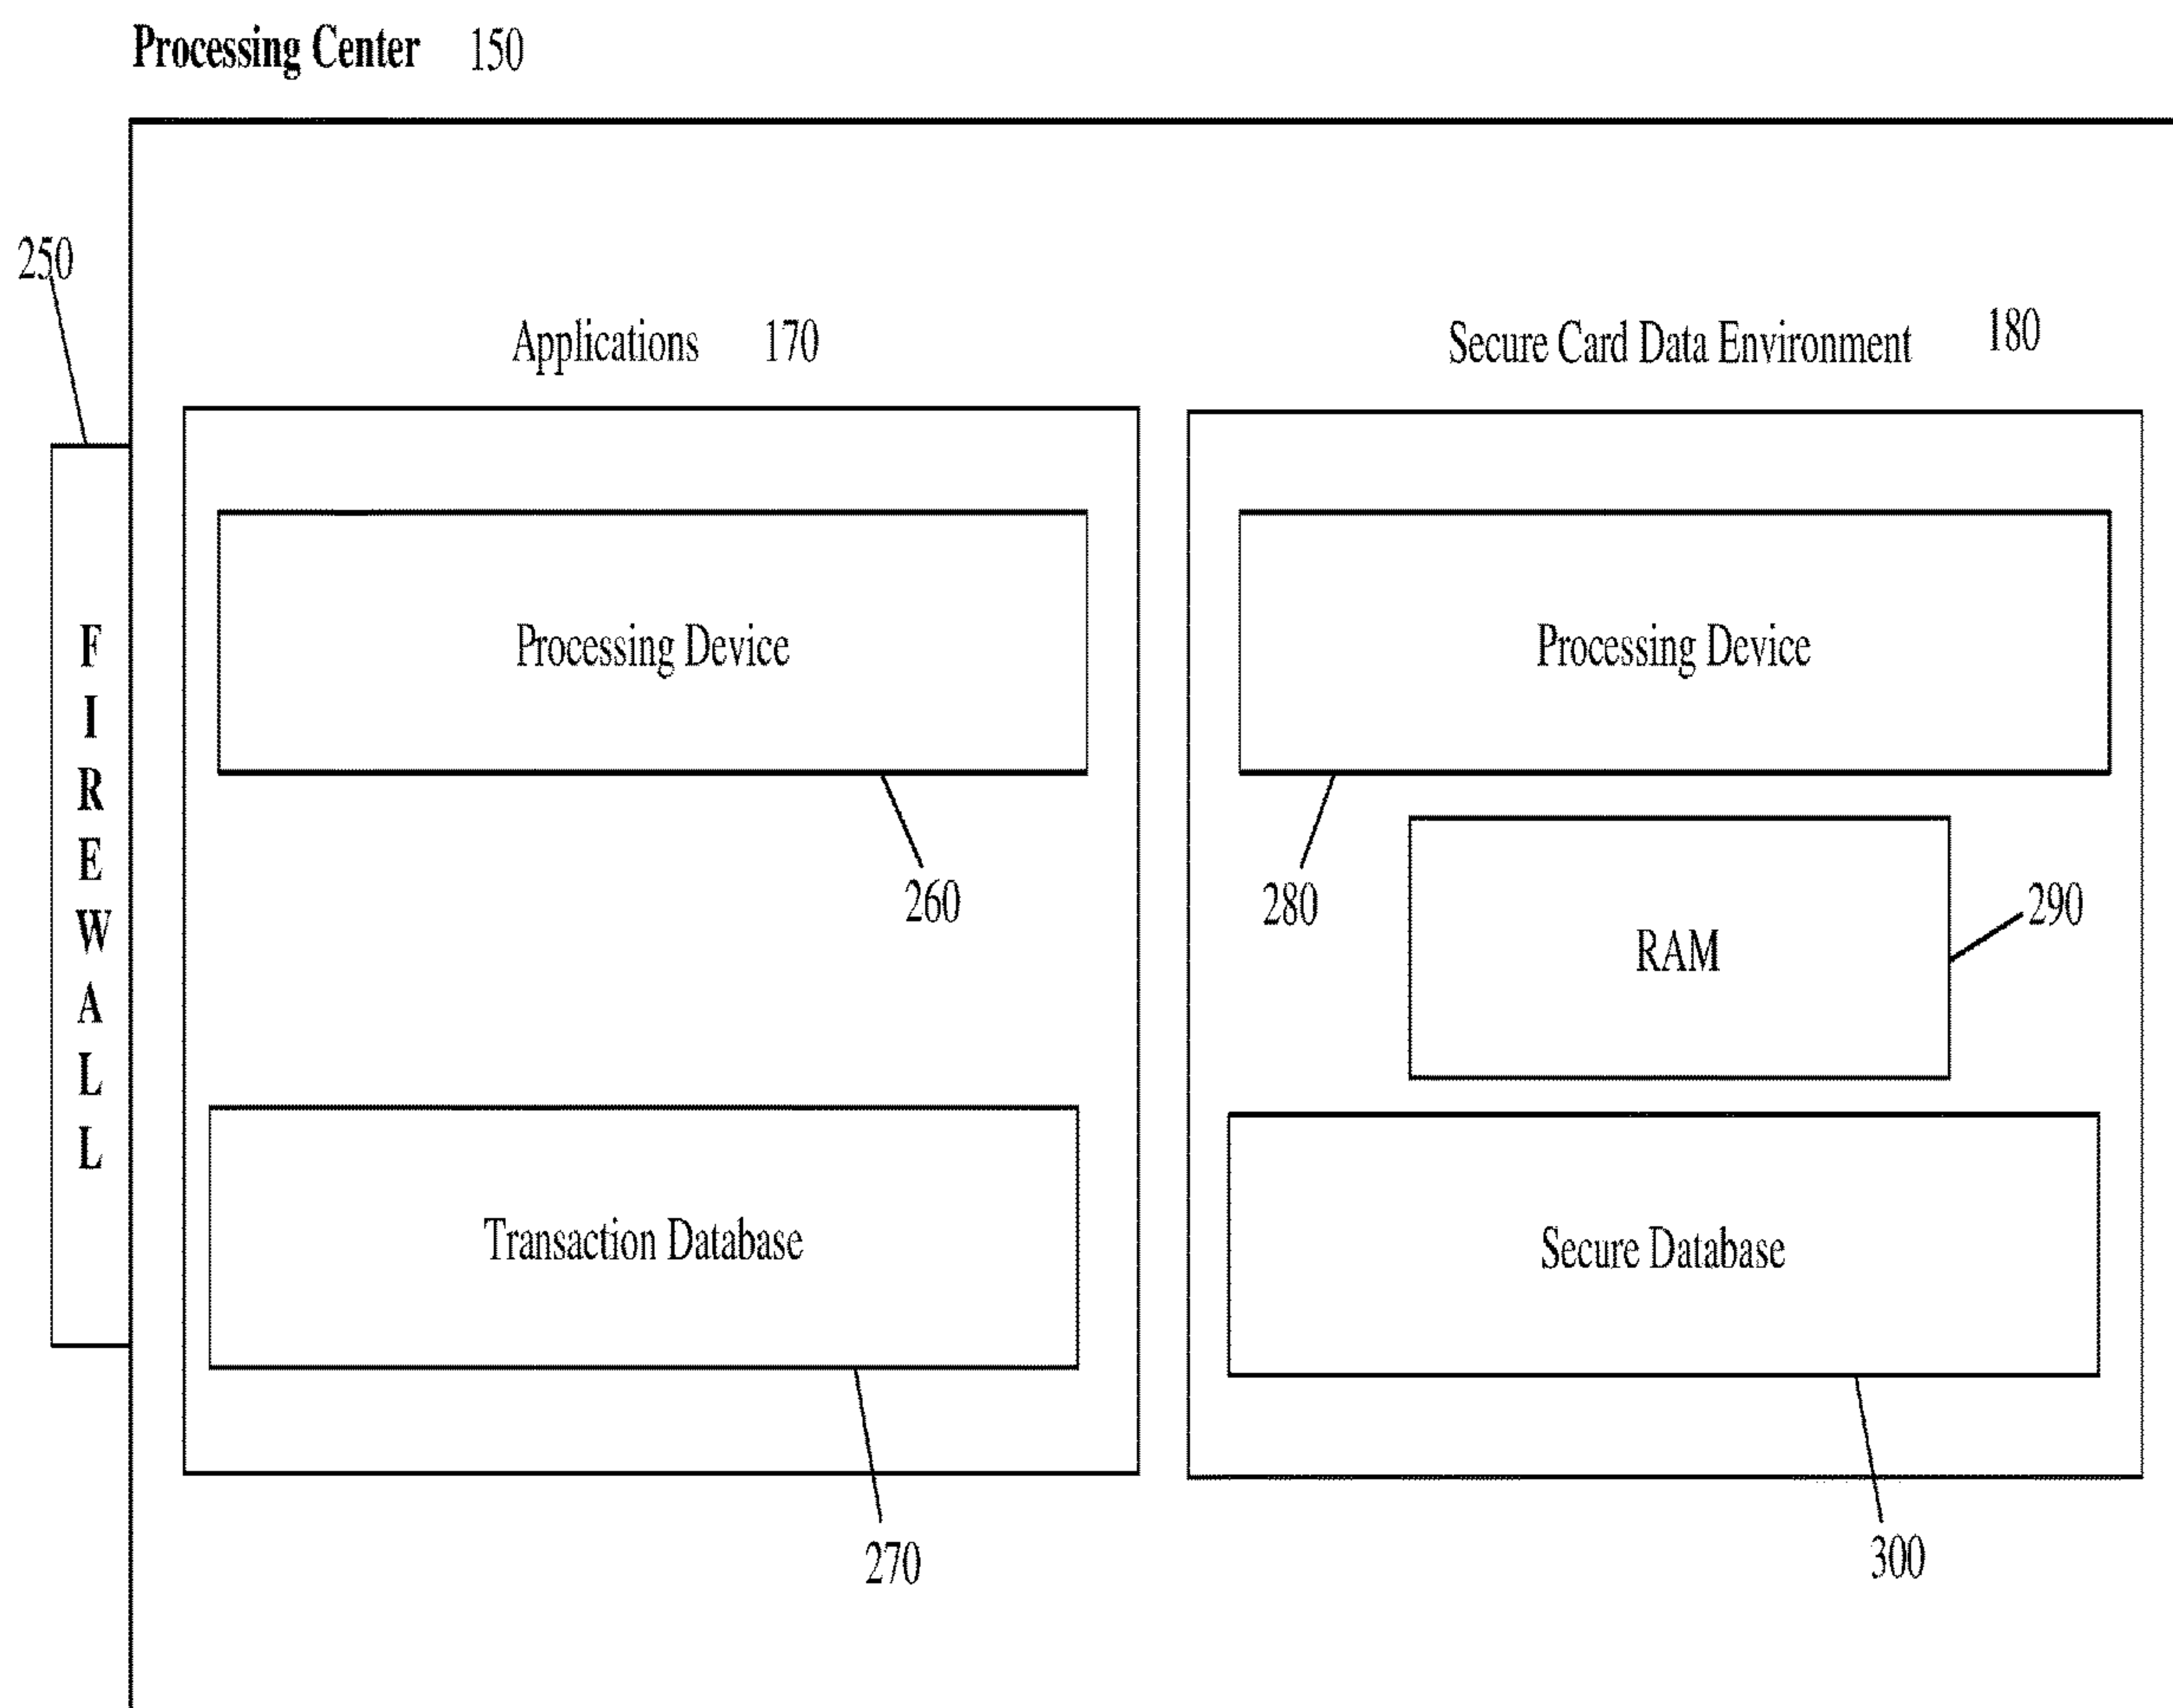 Processing Center 150
250
Applications 170
Secure Card Data Environment 180
FIREWALL
Processing Device
260
Transaction Database
270
Processing Device
280
RAM
290
Secure Database
300